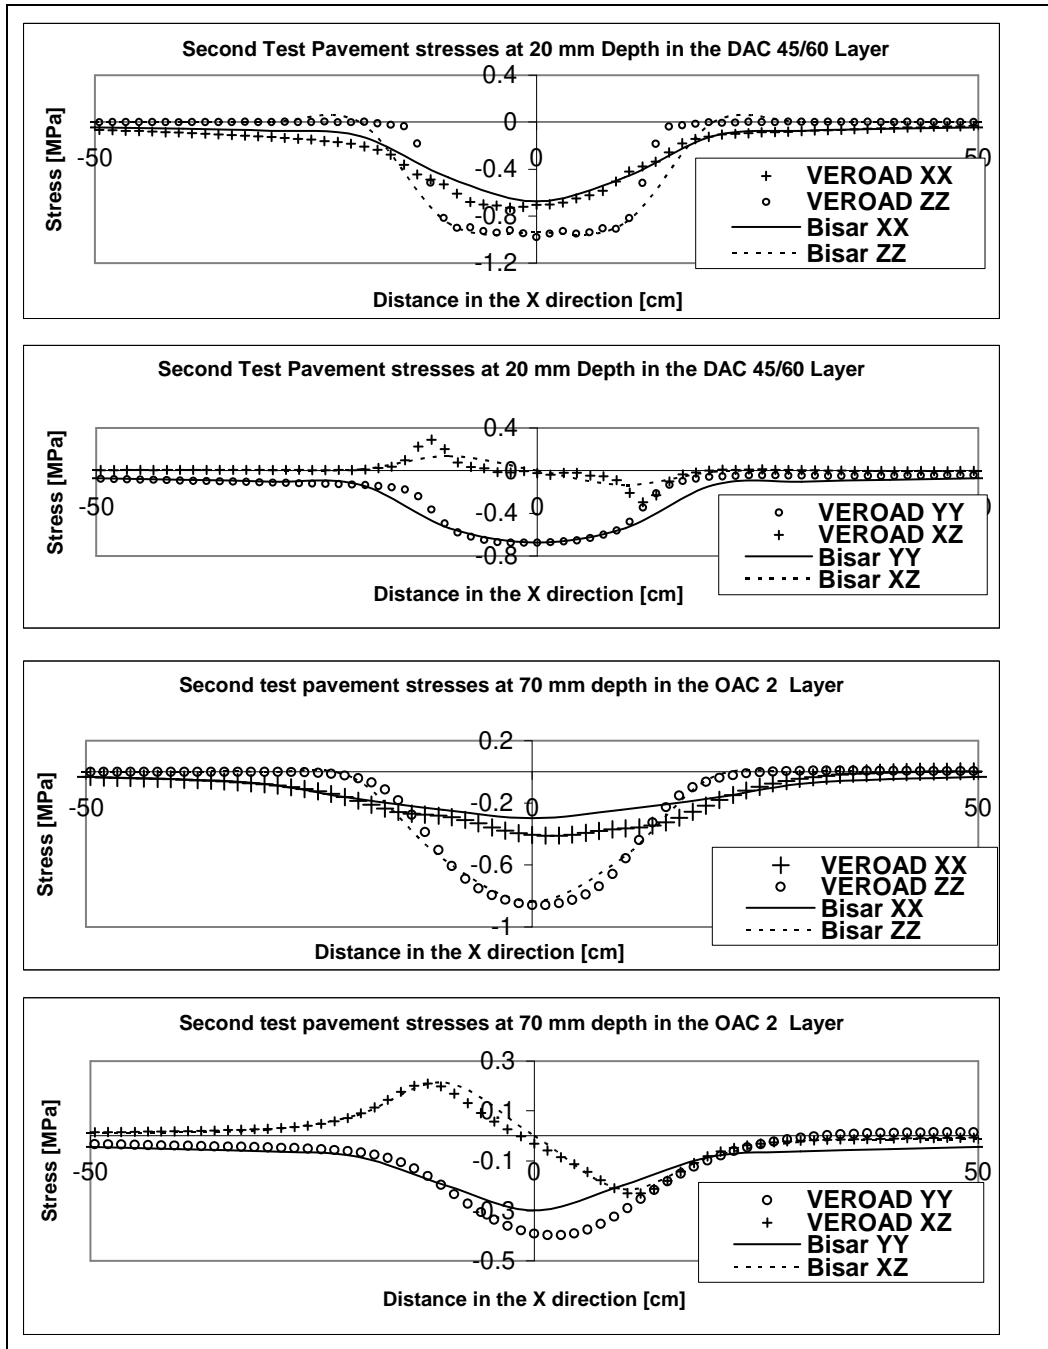 Second Test Pavement stresses at 20 mm Depth in the DAC 45/60 Layer
Stress [MPa]
0.4
0
-0.4
-0.8
-1.2
-50
0
50
VEROAD XX
VEROAD ZZ
Bisar XX
Bisar ZZ
Distance in the X direction [cm]
Second Test Pavement stresses at 20 mm Depth in the DAC 45/60 Layer
Stress [MPa]
0.4
0
-0.4
-0.8
-50
0
VEROAD YY
VEROAD XZ
Bisar YY
Bisar XZ
Distance in the X direction [cm]
Second test pavement stresses at 70 mm depth in the OAC 2 Layer
Stress [MPa]
0.2
-0.2
-0.6
-1
-50
0
50
VEROAD XX
VEROAD ZZ
Bisar XX
Bisar ZZ
Distance in the X direction [cm]
Second test pavement stresses at 70 mm depth in the OAC 2 Layer
Stress [MPa]
0.3
0.1
-0.1
-0.3
-0.5
-50
0
50
VEROAD YY
VEROAD XZ
Bisar YY
Bisar XZ
Distance in the X direction [cm]